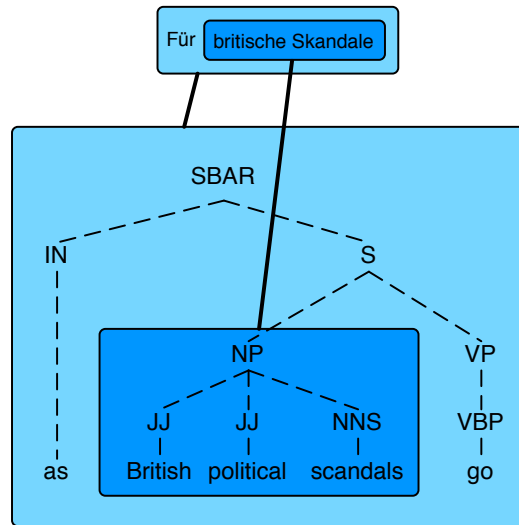 Für britische Skandale
SBAR
IN S
NP VP
JJ JJ NNS VBP
as British political scandals go